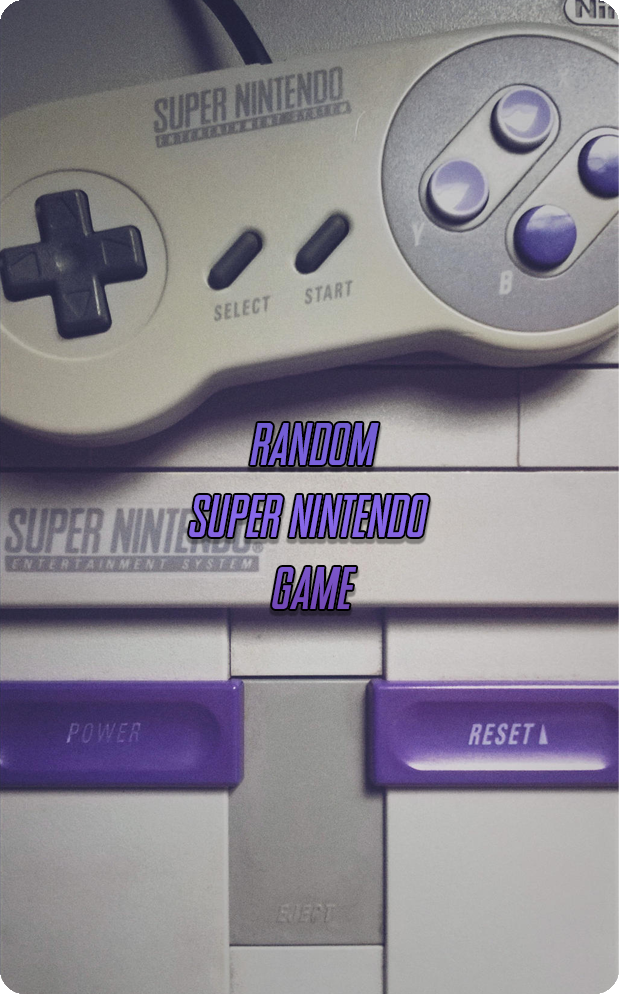 SUPER NINTENDO
ENTERTAINMENT SYSTEM
Y
B
SELECT
START
RANDOM
SUPER NINTENDO
GAME
SUPER NINTENDO®
ENTERTAINMENT SYSTEM
POWER
RESET
EJECT